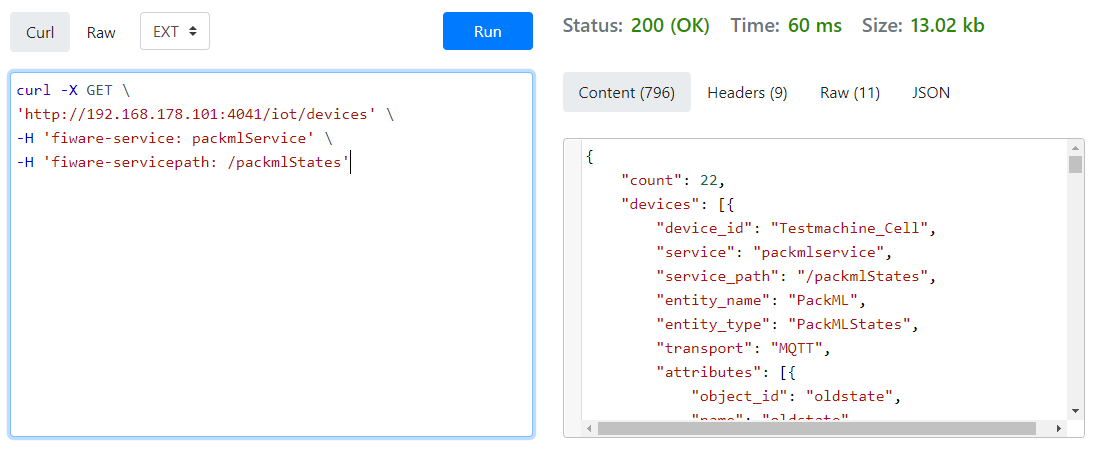 Curl Raw EXT Run
curl -X GET \
'http://192.168.178.101:4041/iot/devices' \
-H 'fiware-service: packmlService' \
-H 'fiware-servicepath: /packmlStates'
Status: 200 (OK) Time: 60 ms Size: 13.02 kb
Content (796) Headers (9) Raw (11) JSON
{
    "count": 22,
    "devices": [{
        "device_id": "Testmachine_Cell",
        "service": "packmlservice",
        "service_path": "/packmlStates",
        "entity_name": "PackML",
        "entity_type": "PackMLStates",
        "transport": "MQTT",
        "attributes": [{
            "object_id": "oldstate",
            "name": "oldstate"